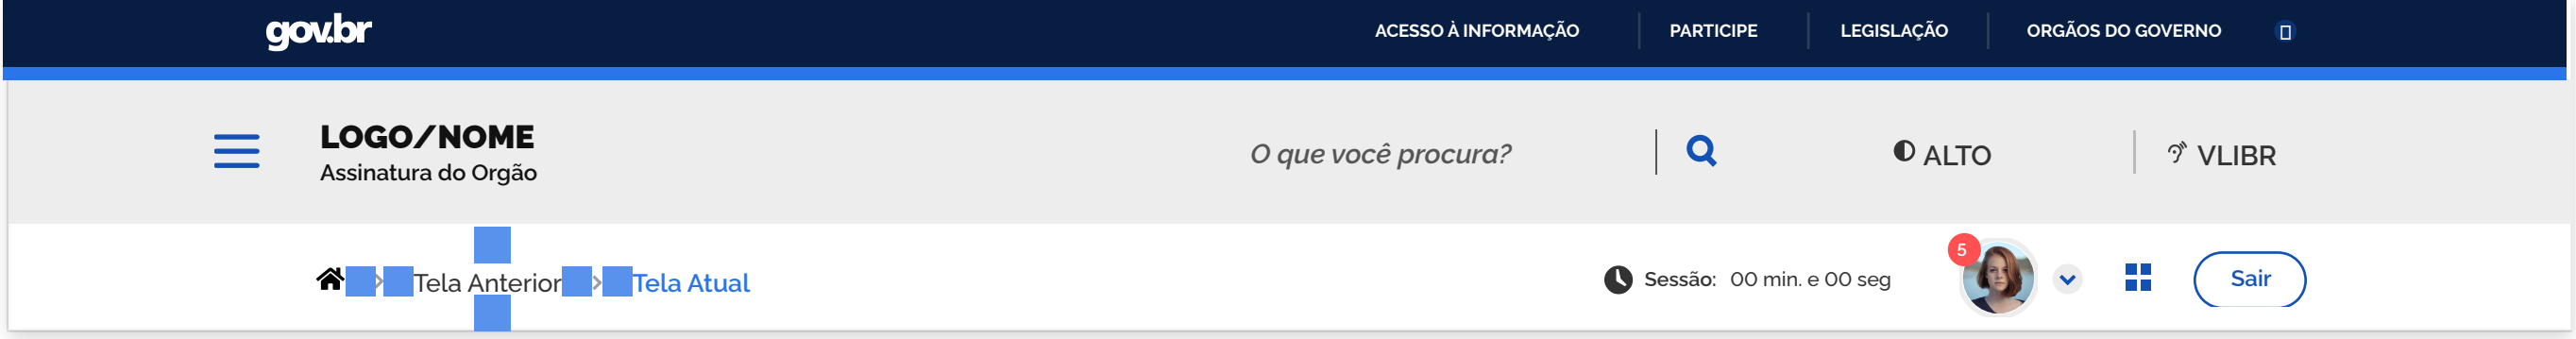 gov.br
ACESSO À INFORMAÇÃO PARTICIPE LEGISLAÇÃO ORGÃOS DO GOVERNO
LOGO/NOME
Assinatura do Orgão
O que você procura?
ALTO
VLIBR
Tela Anterior Tela Atual
Sessão: 00 min. e 00 seg
5
Sair